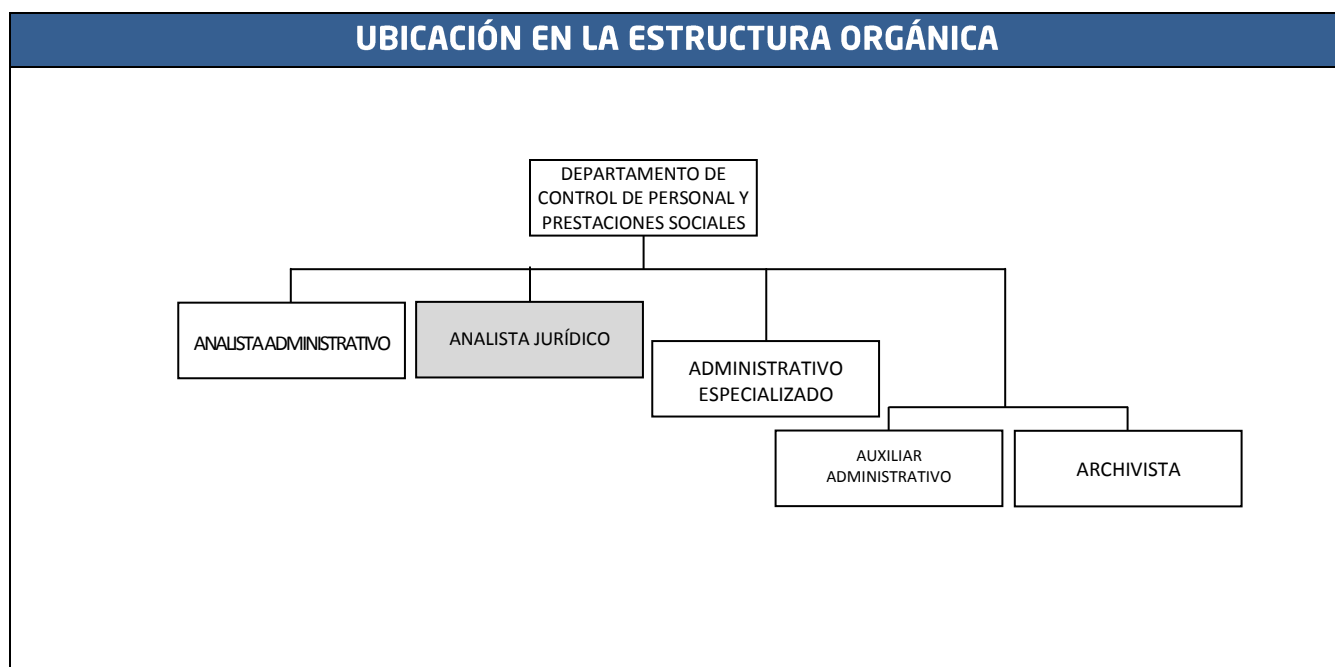 UBICACIÓN EN LA ESTRUCTURA ORGÁNICA
DEPARTAMENTO DE
CONTROL DE PERSONAL Y
PRESTACIONES SOCIALES
ANALISTA ADMINISTRATIVO
ANALISTA JURÍDICO
ADMINISTRATIVO
ESPECIALIZADO
AUXILIAR
ADMINISTRATIVO
ARCHIVISTA